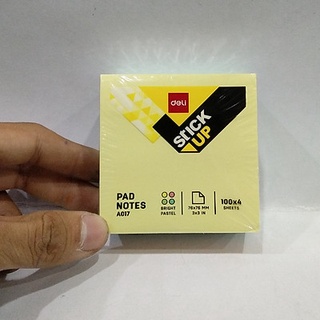 deli
STICK
UP
PAD
NOTES
A017
BRIGHT
PASTEL
76X76 MM
3X3 IN
100x4
SHEETS